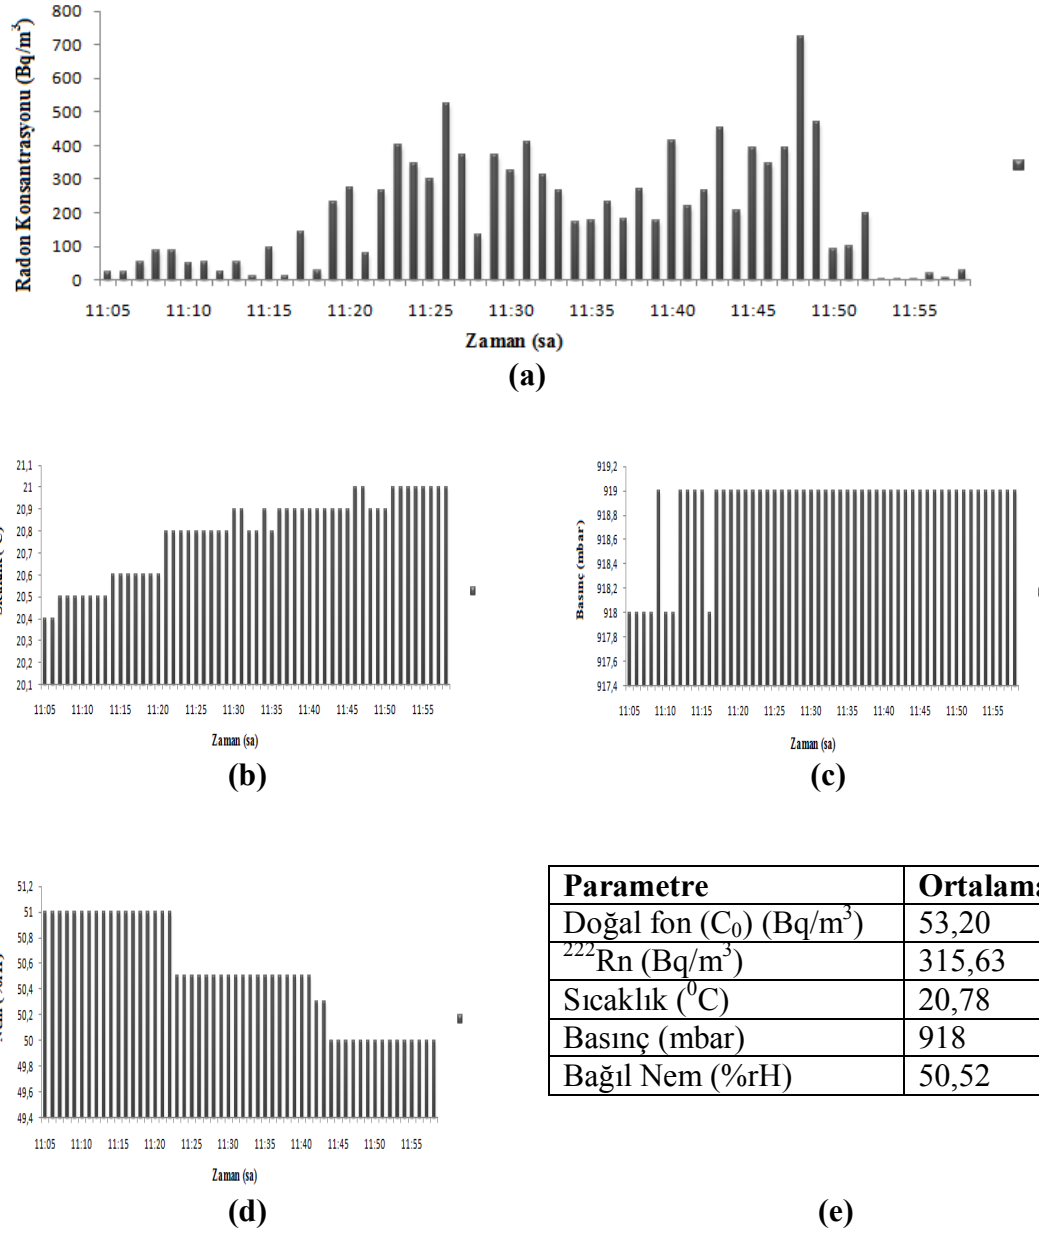 800
700
600
500
400
300
200
100
0
Radon Konsantrasyonu (Bq/m³)
11:05 11:10 11:15 11:20 11:25 11:30 11:35 11:40 11:45 11:50 11:55
Zaman (sa)
(a)
21,1
21
20,9
20,8
20,7
20,6
20,5
20,4
20,3
20,2
20,1
11:05 11:10 11:15 11:20 11:25 11:30 11:35 11:40 11:45 11:50 11:55
Zaman (sa)
(b)
919,2
919
918,8
918,6
918,4
918,2
918
917,8
917,6
917,4
Basınç (mbar)
11:05 11:10 11:15 11:20 11:25 11:30 11:35 11:40 11:45 11:50 11:55
Zaman (sa)
(c)
51,2
51
50,8
50,6
50,4
50,2
50
49,8
49,6
49,4
11:05 11:10 11:15 11:20 11:25 11:30 11:35 11:40 11:45 11:50 11:55
Zaman (sa)
(d)
Parametre Ortalama
Doğal fon (C₀) (Bq/m³) 53,20
²²²Rn (Bq/m³) 315,63
Sıcaklık (⁰C) 20,78
Basınç (mbar) 918
Bağıl Nem (%rH) 50,52
(e)